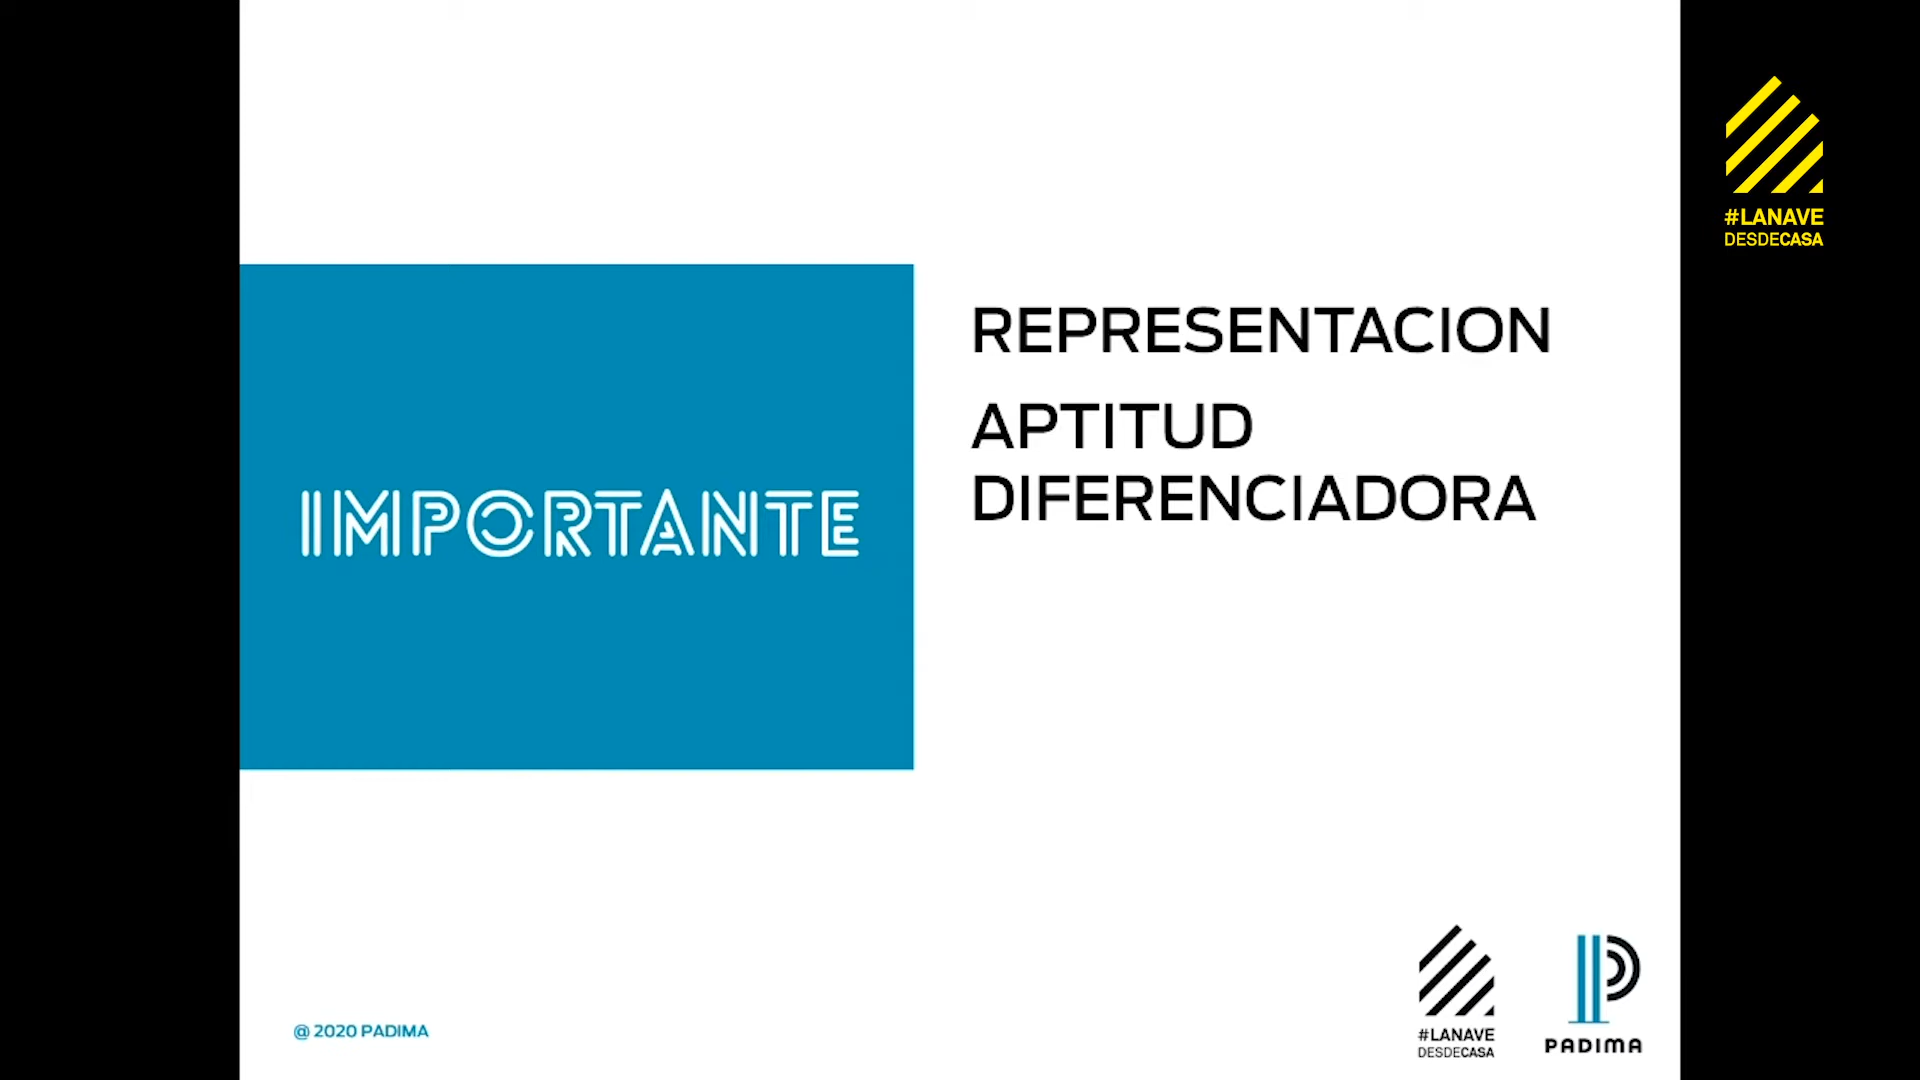 #LANAVE
DESDECASA
REPRESENTACION
APTITUD
DIFERENCIADORA
IMPORTANTE
@ 2020 PADIMA
#LANAVE
DESDECASA
PADIMA